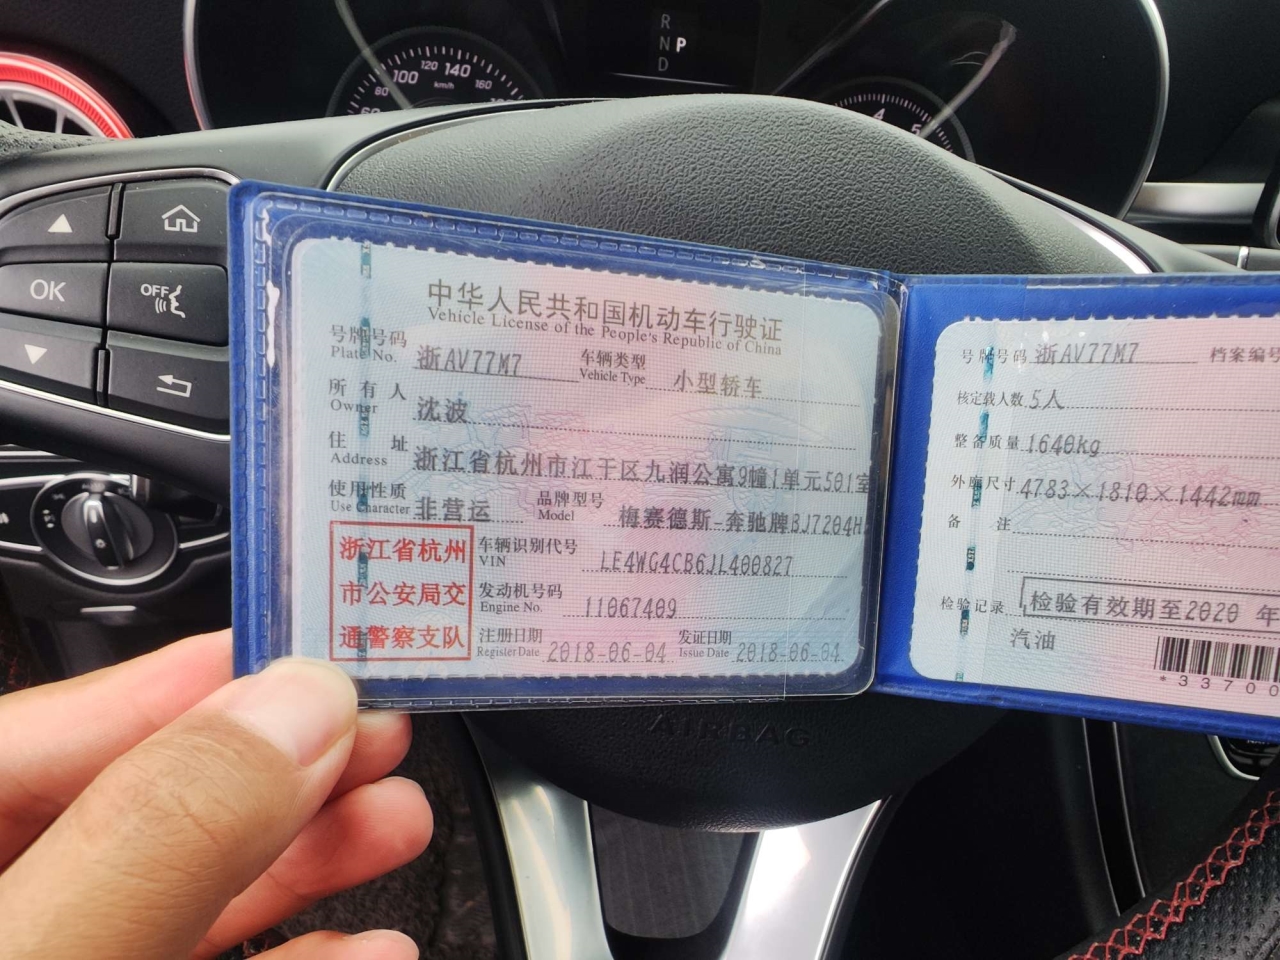 R
N P
D
80 100 120 140 160
km/h
4
5
OK
OFF
中华人民共和国机动车行驶证
Vehicle License of the People's Republic of China
号牌号码 浙AV77M7 车辆类型 小型轿车
Plate No. Vehicle Type
所有人 沈波
Owner
住址 浙江省杭州市江干区九润公寓9幢1单元501室
Address
使用性质 非营运 品牌型号 梅赛德斯-奔驰牌BJ7204H
Use Character Model
浙江省杭州
市公安局交
通警察支队
车辆识别代号 LE4WG4CB6JL400827
VIN
发动机号码 11067409
Engine No.
注册日期 2018-06-04 发证日期 2018-06-04
Register Date Issue Date
号牌号码 浙AV77M7 档案编号
核定载人数 5人
整备质量 1640kg
外廓尺寸 4783×1810×1442mm
备注
检验记录 检验有效期至2020 年
汽油
*33700
AIRBAG